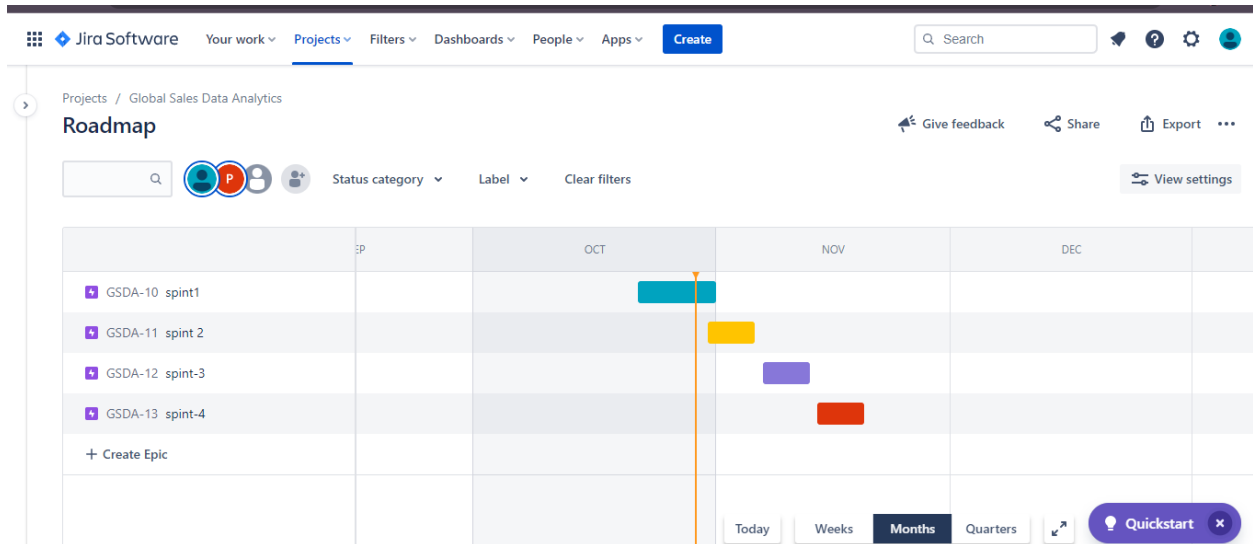 Jira Software Your work Projects Filters Dashboards People Apps Create Search
Projects / Global Sales Data Analytics
Roadmap
Give feedback Share Export
P Status category Label Clear filters View settings
EP OCT NOV DEC
GSDA-10 spint1
GSDA-11 spint 2
GSDA-12 spint-3
GSDA-13 spint-4
+ Create Epic
Today Weeks Months Quarters Quickstart